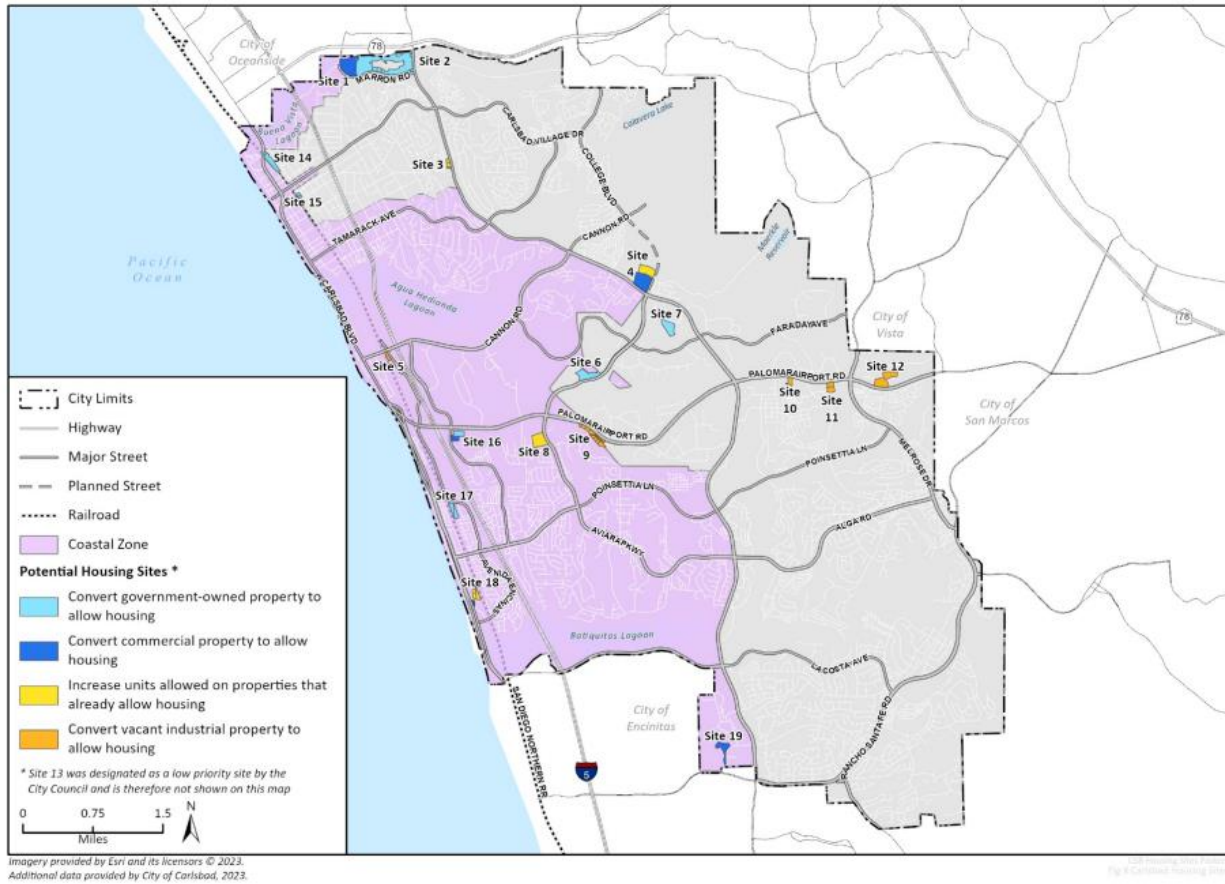 78
City of
Oceanside
Site 1
Site 2
MARRON RD
Buena Vista
Lagoon
Calavera Lake
CARLSBAD VILLAGE DR
COLLEGE BLVD
Site 14
Site 3
Site 15
TAMARACK AVE
CANNON RD
Maerkle
Reservoir
Pacific
Ocean
CARLSBAD BLVD
Agua Hedionda
Lagoon
Site
4
CANNON RD
Site 7
FARADAY AVE
City of
Vista
78
Site 5
Site 6
PALOMAR AIRPORT RD
Site 12
Site
10
Site
11
City of
San Marcos
PALOMAR AIRPORT RD
Site 16
Site 8
Site
9
MELROSE DR
POINSETTIA LN
Site 17
POINSETTIA LN
ALGA RD
AVIARA PKWY
Site 18
AVENIDA ENCINAS
Batiquitos Lagoon
LA COSTA AVE
SAN DIEGO NORTHERN RR
City of
Encinitas
RANCHO SANTA FE RD
Site 19
5
City Limits
Highway
Major Street
Planned Street
Railroad
Coastal Zone
Potential Housing Sites *
Convert government-owned property to
allow housing
Convert commercial property to allow
housing
Increase units allowed on properties that
already allow housing
Convert vacant industrial property to
allow housing
* Site 13 was designated as a low priority site by the
City Council and is therefore not shown on this map
0 0.75 1.5
Miles
N
Imagery provided by Esri and its licensors © 2023.
Additional data provided by City of Carlsbad, 2023.